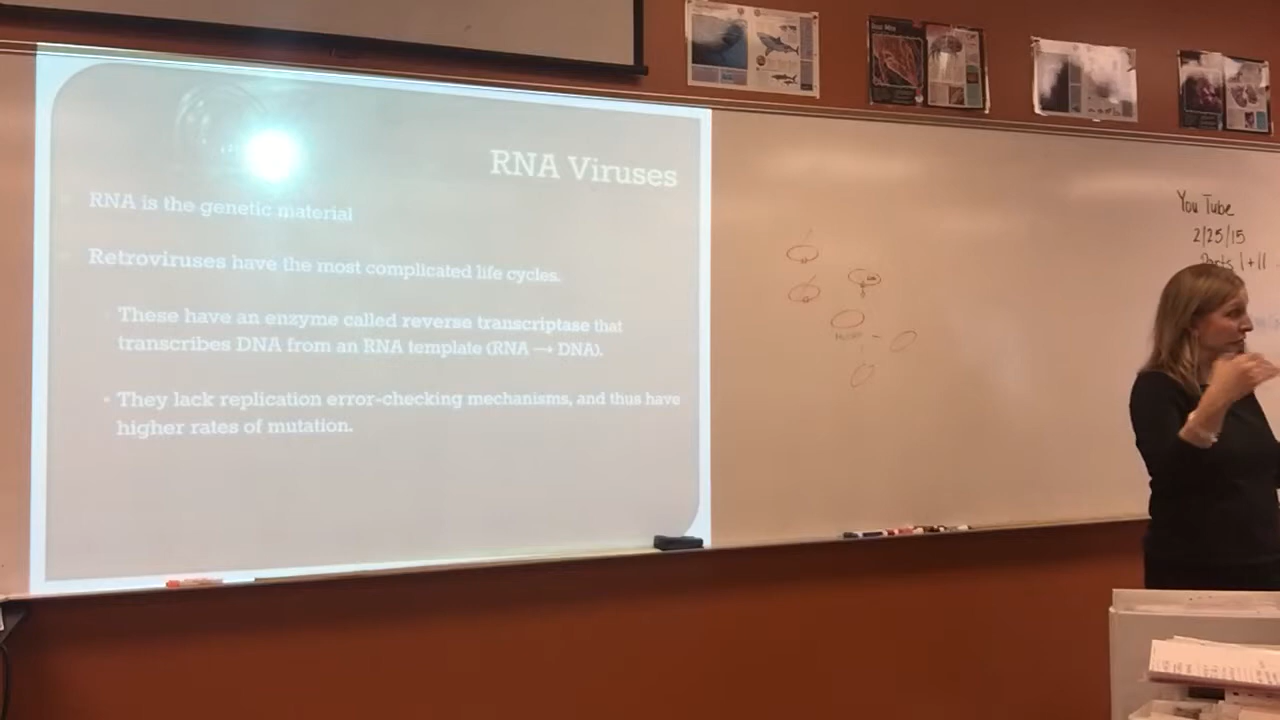 RNA Viruses
RNA is the genetic material
Retroviruses have the most complicated life cycles.
These have an enzyme called reverse transcriptase that
transcribes DNA from an RNA template (RNA → DNA).
They lack replication error-checking mechanisms, and thus have
higher rates of mutation.
You Tube
2/25/15
Parts I + II